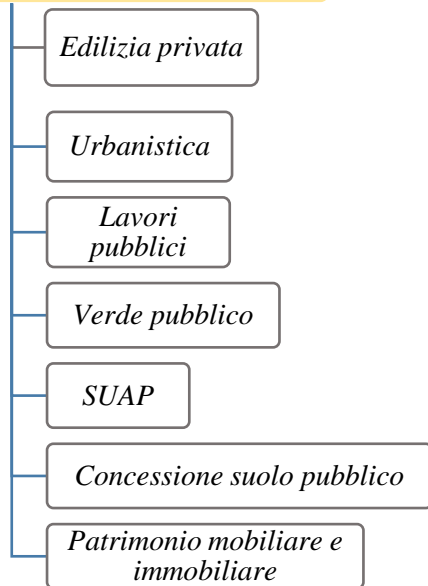 Edilizia privata
Urbanistica
Lavori
pubblici
Verde pubblico
SUAP
Concessione suolo pubblico
Patrimonio mobiliare e
immobiliare